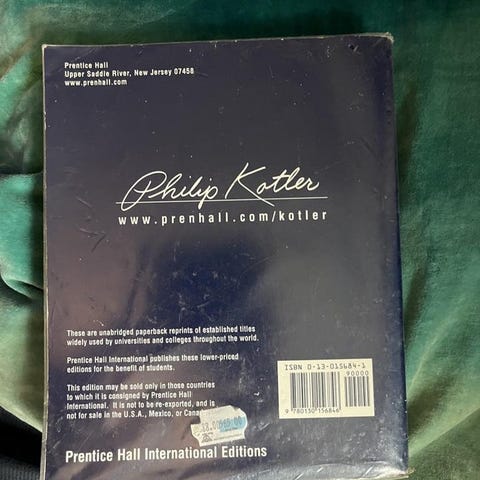 Prentice Hall
Upper Saddle River, New Jersey 07458
www.prenhall.com
Philip Kotler
www.prenhall.com/kotler
These are unabridged paperback reprints of established titles
widely used by universities and colleges throughout the world.
Prentice Hall International publishes these lower-priced
editions for the benefit of students.
This edition may be sold only in those countries
to which it is consigned by Prentice Hall
International. It is not to be re-exported, and is
not for sale in the U.S.A., Mexico, or
ISBN 0-13-015684-1
90000
9 780130 156846
Prentice Hall International Editions